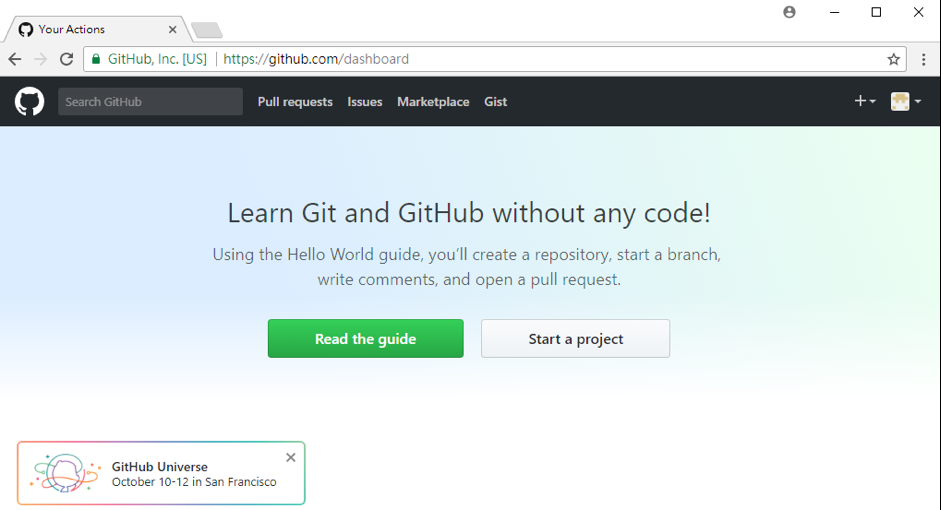 Your Actions
GitHub, Inc. [US] https://github.com/dashboard
Search GitHub Pull requests Issues Marketplace Gist
Learn Git and GitHub without any code!
Using the Hello World guide, you’ll create a repository, start a branch,
write comments, and open a pull request.
Read the guide Start a project
GitHub Universe
October 10-12 in San Francisco